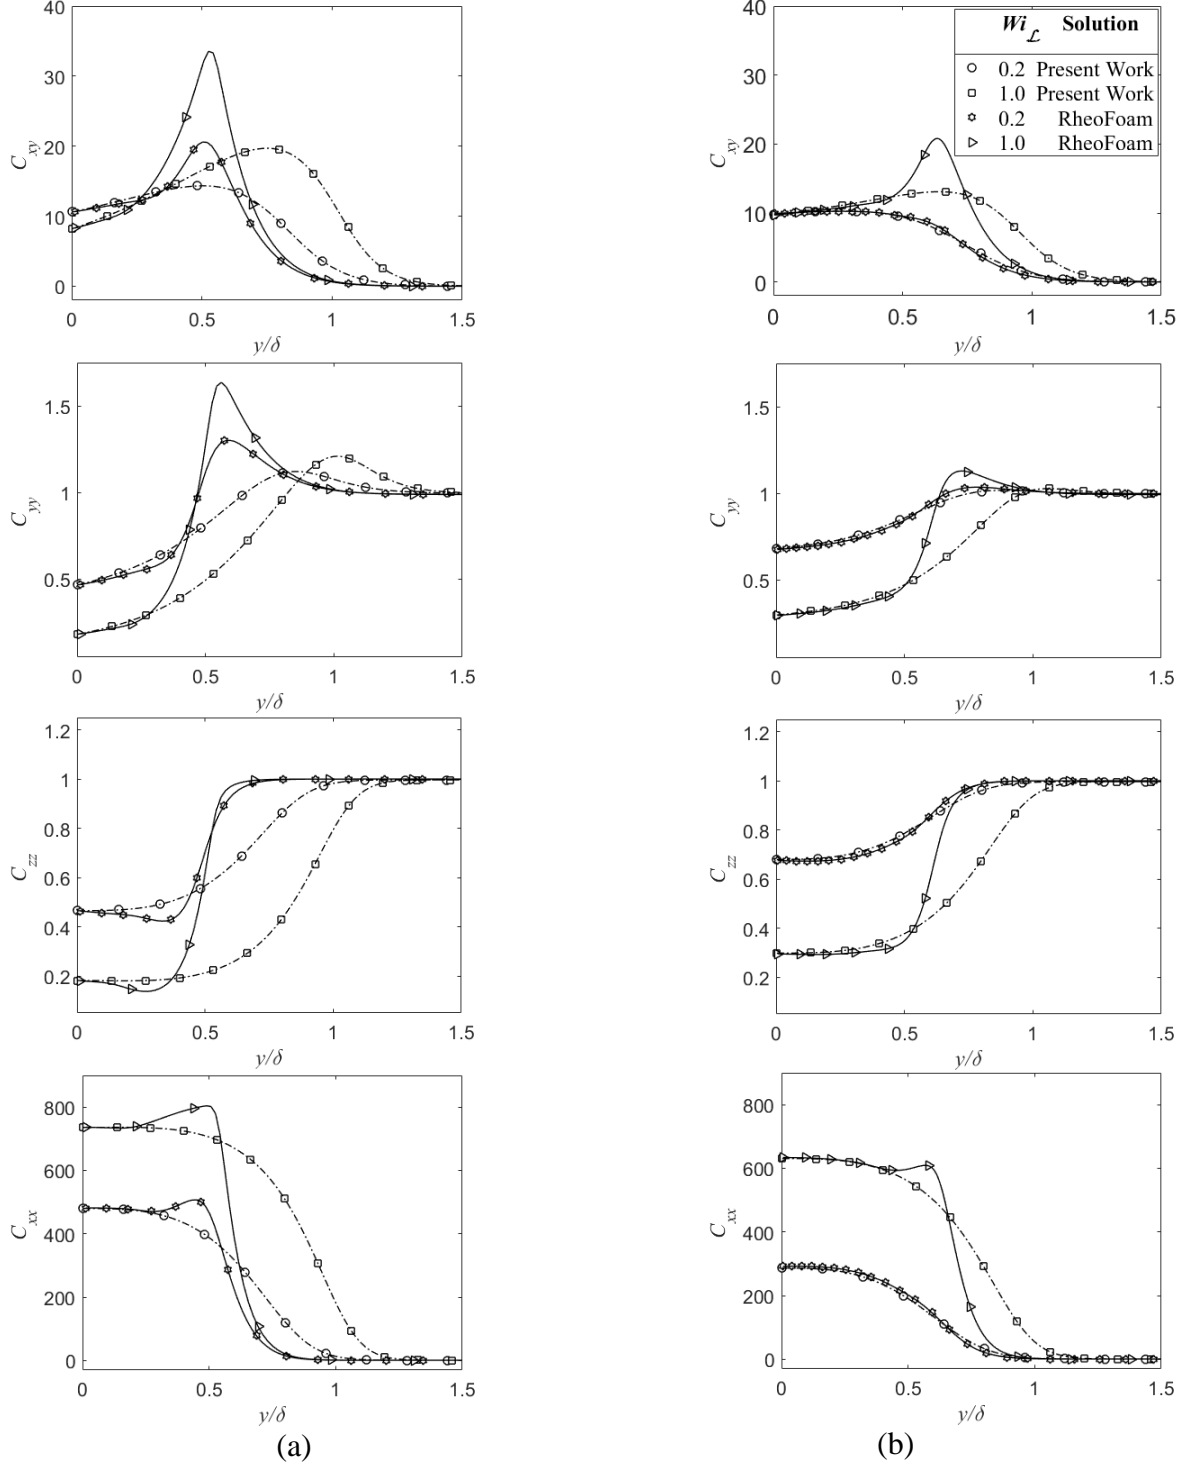 40
30
20
10
0
C_xy
0 0.5 1 1.5
y/δ
40
30
20
10
0
C_xy
0 0.5 1 1.5
y/δ
Wi_ℒ Solution
0.2 Present Work
1.0 Present Work
0.2 RheoFoam
1.0 RheoFoam
1.5
1
0.5
C_yy
0 0.5 1 1.5
y/δ
1.5
1
0.5
C_yy
0 0.5 1 1.5
y/δ
1.2
1
0.8
0.6
0.4
0.2
C_zz
0 0.5 1 1.5
y/δ
1.2
1
0.8
0.6
0.4
0.2
C_zz
0 0.5 1 1.5
y/δ
800
600
400
200
0
C_xx
0 0.5 1 1.5
y/δ
800
600
400
200
0
C_xx
0 0.5 1 1.5
y/δ
(a)
(b)